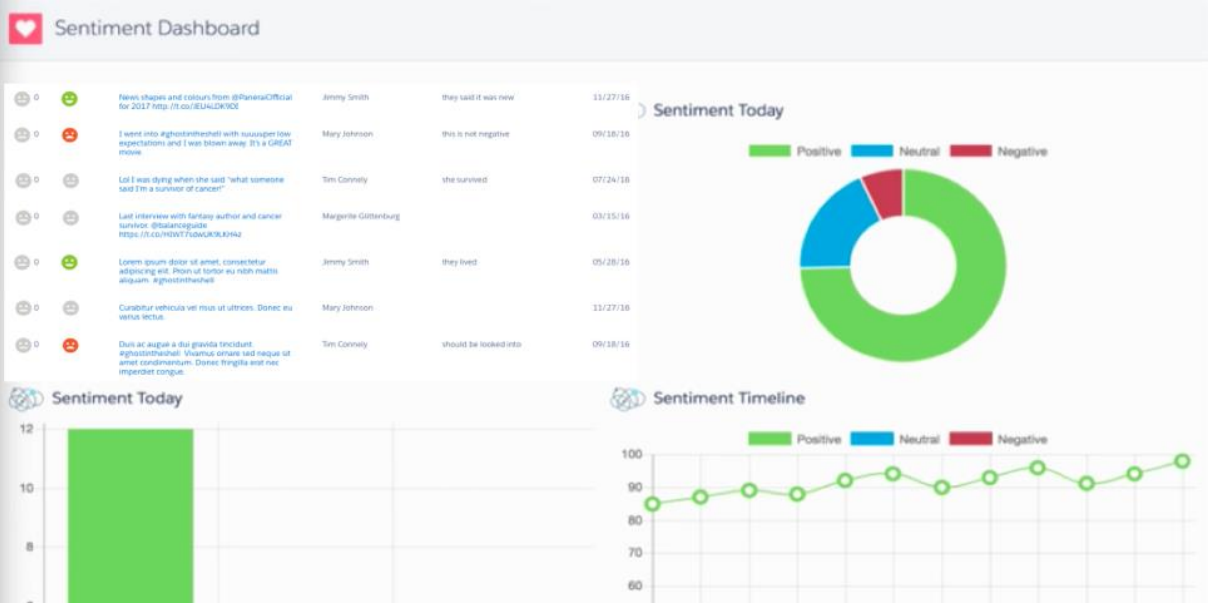 Sentiment Dashboard
0 News shapes and colours from @PaneraiOfficial Jimmy Smith they said it was new 11/27/16
for 2017
0 I went into #ghostintheshell with suuuuper low Mary Johnson this is not negative 09/18/16
expectations and I was blown away. It's a GREAT
movie.
0 Lol I was dying when she said "what someone Tim Connely she survived 07/24/16
said I'm a survivor of cancer!"
0 Last interview with fantasy author and cancer Margerile Glittenburg 03/15/16
survivor. @balanceguide
0 Lorem ipsum dolor sit amet, consectetur Jimmy Smith they lived 05/28/16
adipiscing elit. Proin ut tortor eu nibh mattis
aliquam. #ghostintheshell
0 Curabitur vehicula vel risus ut ultrices. Donec eu Mary Johnson 11/27/16
varius lectus.
0 Duis ac augue a dui gravida tincidunt. Tim Connely should be looked into 09/18/16
#ghostintheshell Vivamus ornare sed neque sit
amet condimentum. Donec fringilla erat nec
imperdiet congue.
Sentiment Today
Positive Neutral Negative
Sentiment Today
12
10
8
Sentiment Timeline
Positive Neutral Negative
100
90
80
70
60